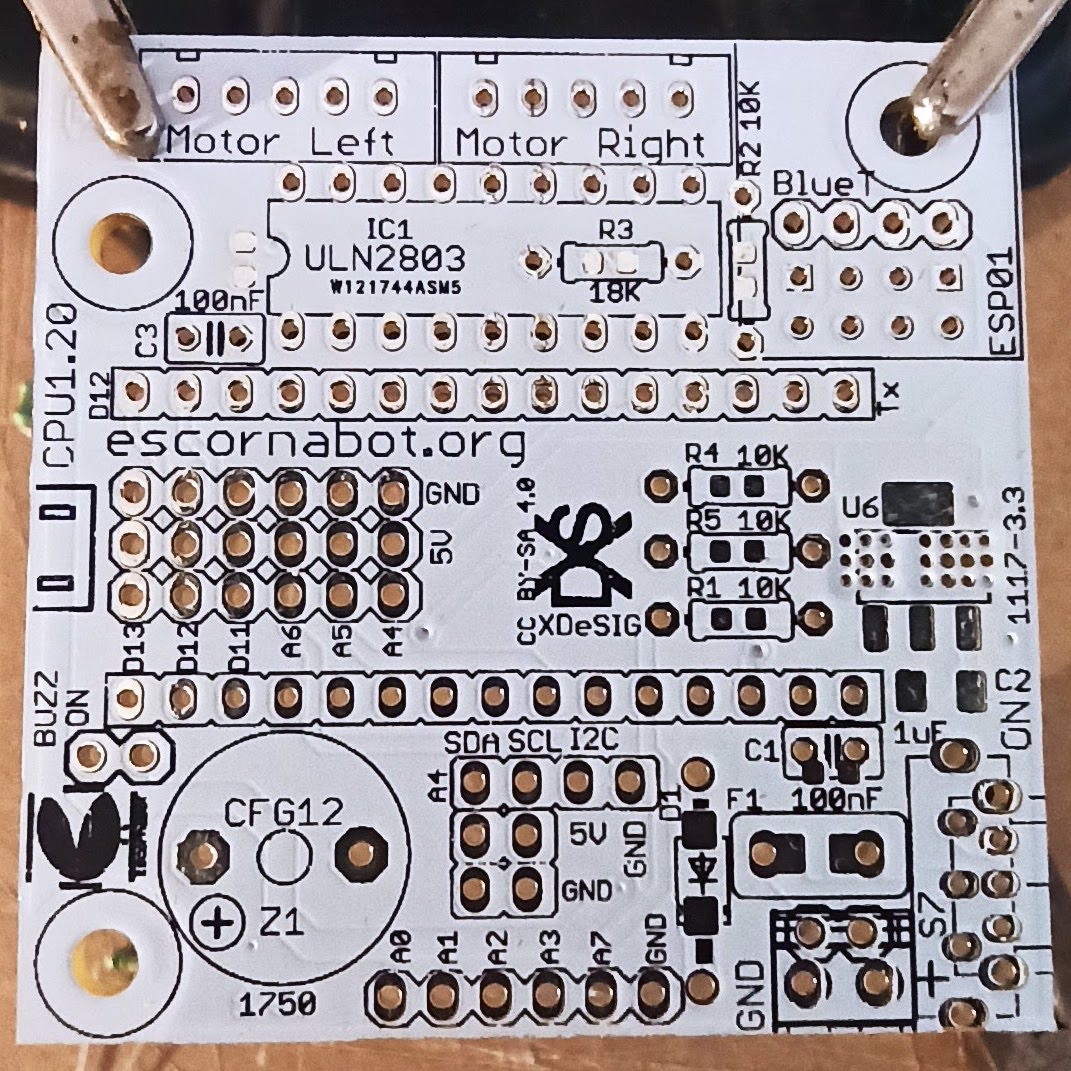 Motor Left
Motor Right
R2 10K
BlueT
IC1
ULN2803
W121744ASM5
R3
18K
ESP01
100nF
C3
CPU1.20
D12
Tx
escornabot.org
GND
5V
CC BY-SA 4.0
XDeSIG
R4 10K
R5 10K
R1 10K
U6
1117-3.3
D13
D12
D11
A6
A5
A4
BUZZ
ON
SDA SCL I2C
A4
5V
GND
GND
D1
C1
1uF
100nF
F1
CFG12
+
Z1
1750
A0
A1
A2
A3
A7
GND
GND
+
S7